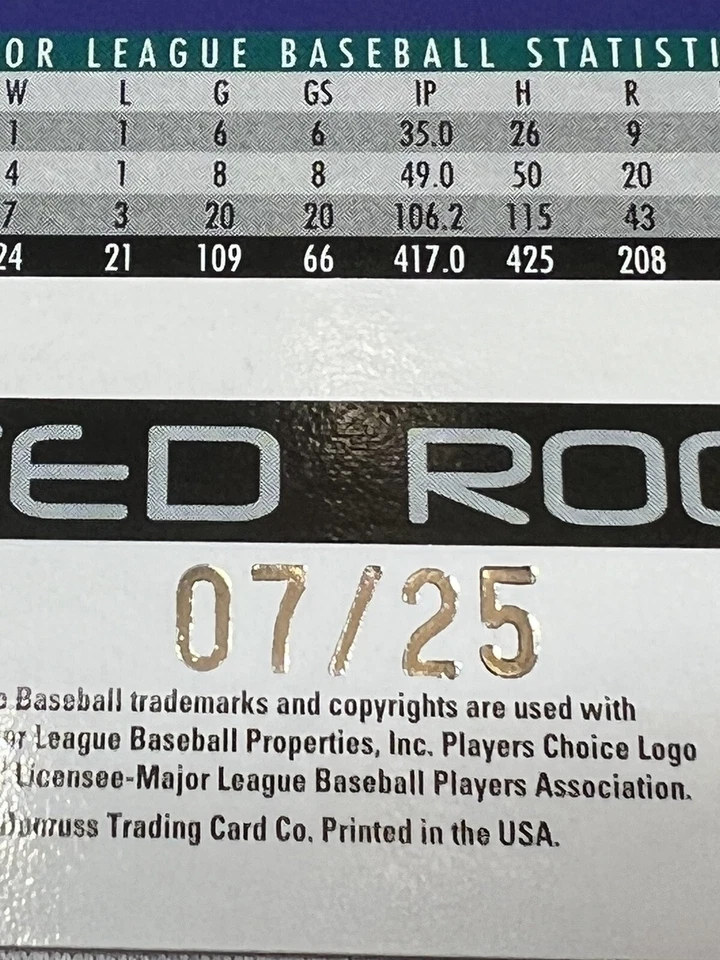 OR LEAGUE BASEBALL STATISTI
W L G GS IP H R
1 1 6 6 35.0 26 9
4 1 8 8 49.0 50 20
7 3 20 20 106.2 115 43
24 21 109 66 417.0 425 208
TED ROO
07/25
Baseball trademarks and copyrights are used with
or League Baseball Properties, Inc. Players Choice Logo
Licensee-Major League Baseball Players Association.
Donruss Trading Card Co. Printed in the USA.